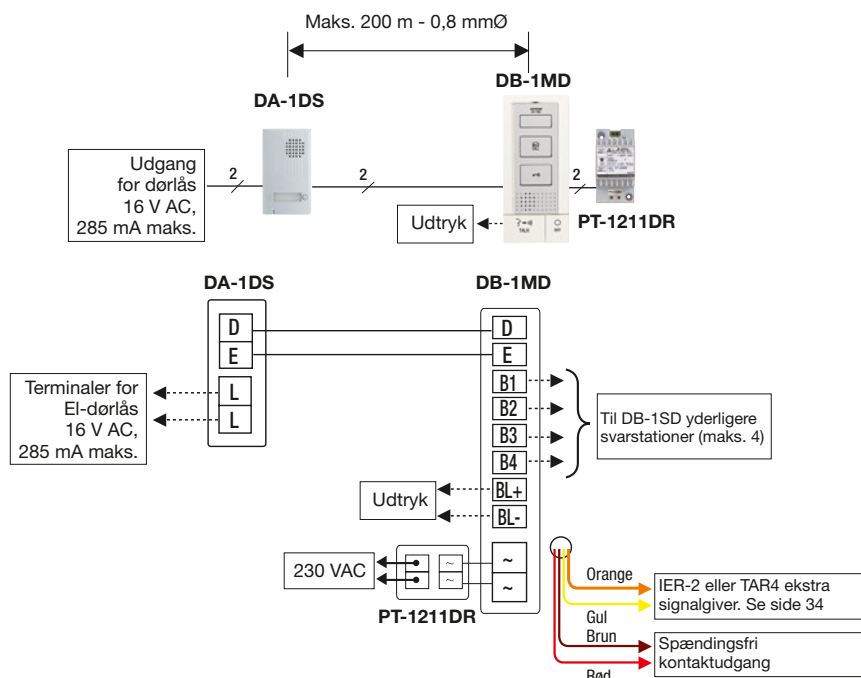 Maks. 200 m - 0,8 mmØ
DB-1MD
DA-1DS
Udgang
for dørlås
16 V AC,
285 mA maks.
2
2
2
TALK
OFF
PT-1211DR
Udtryk
DA-1DS
DB-1MD
D
E
L
L
Terminaler for
El-dørlås
16 V AC,
285 mA maks.
D
E
B1
B2
B3
B4
BL+
BL-
~
~
Til DB-1SD yderligere
svarstationer (maks. 4)
Udtryk
230 VAC
~
~
PT-1211DR
Orange
Gul
IER-2 eller TAR4 ekstra
signalgiver. Se side 34
Brun
Rød
Spændingsfri
kontaktudgang